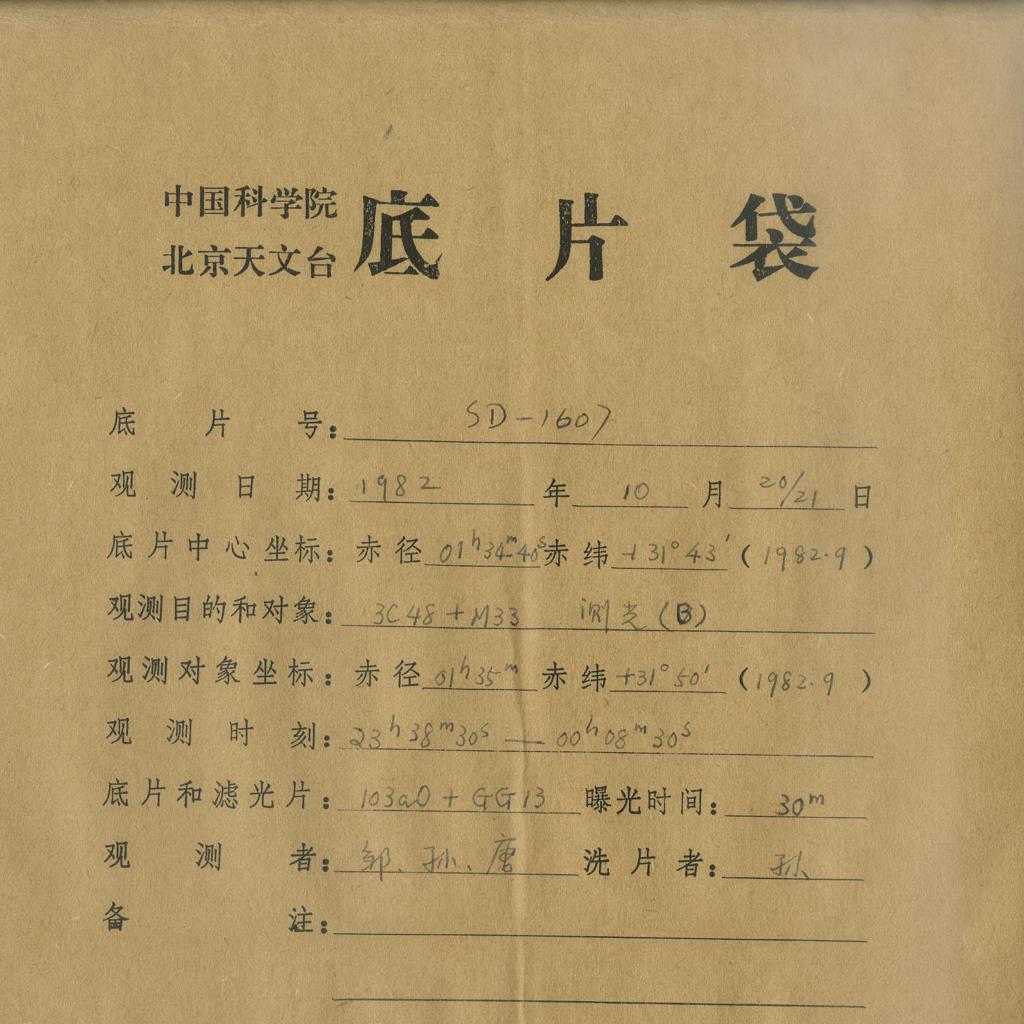 中国科学院
北京天文台 底片袋
底片号: SD-1607
观测日期: 1982 年 10 月 20/21 日
底片中心坐标: 赤径 01ʰ34ᵐ40ˢ 赤纬 +31°43′ (1982.9)
观测目的和对象: 3C48+M33 测光(B)
观测对象坐标: 赤径 01ʰ35ᵐ 赤纬 +31°50′ (1982.9)
观测时刻: 23ʰ38ᵐ30ˢ — 00ʰ08ᵐ30ˢ
底片和滤光片: 103aO + GG13 曝光时间: 30ᵐ
观测者: 邹、孙、唐 洗片者: 孙
备注: